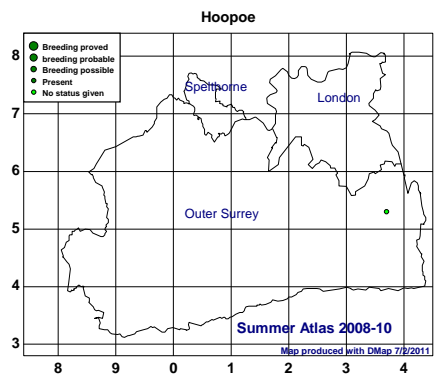 Hoopoe
Breeding proved
breeding probable
Breeding possible
Present
No status given
8
7
6
5
4
3
Spelthorne
London
Outer Surrey
Summer Atlas 2008-10
Map produced with DMap 7/2/2011
8 9 0 1 2 3 4